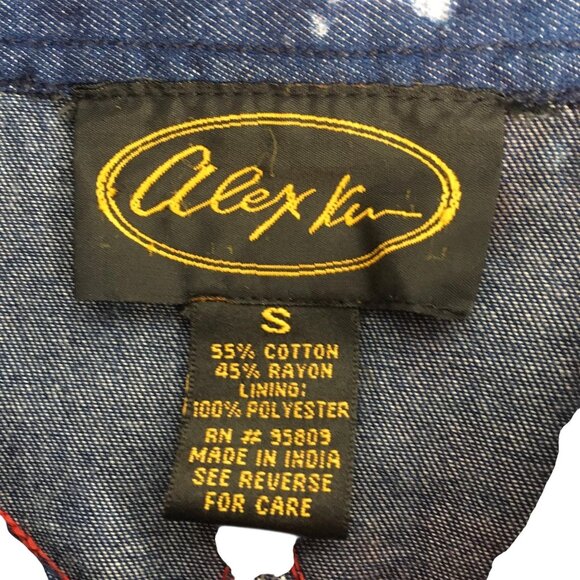 alex Kim
S
55% COTTON
45% RAYON
LINING:
100% POLYESTER
RN # 95809
MADE IN INDIA
SEE REVERSE
FOR CARE